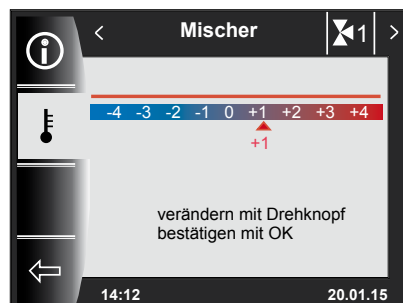 < Mischer 1 >
-4 -3 -2 -1 0 +1 +2 +3 +4
+1
verändern mit Drehknopf
bestätigen mit OK
14:12 20.01.15